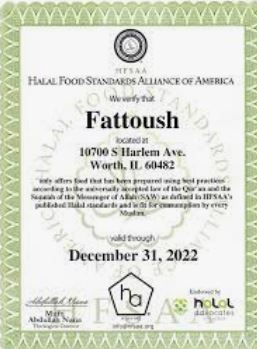 HFSAA
HALAL FOOD STANDARDS ALLIANCE OF AMERICA
We verify that
Fattoush
located at
10700 S Harlem Ave.
Worth, IL 60482
only offers food that has been prepared using best practices
according to the universally accepted law of the Qur'an and the
Sunnah of the Messenger of Allah (SAW) as defined in HFSAA's
published Halal standards and is fit for consumption by every
Muslim.
valid through
December 31, 2022
Mufti
Abdullah Nana
ha
info@hfsaa.org
Endorsed by
halal
advocates